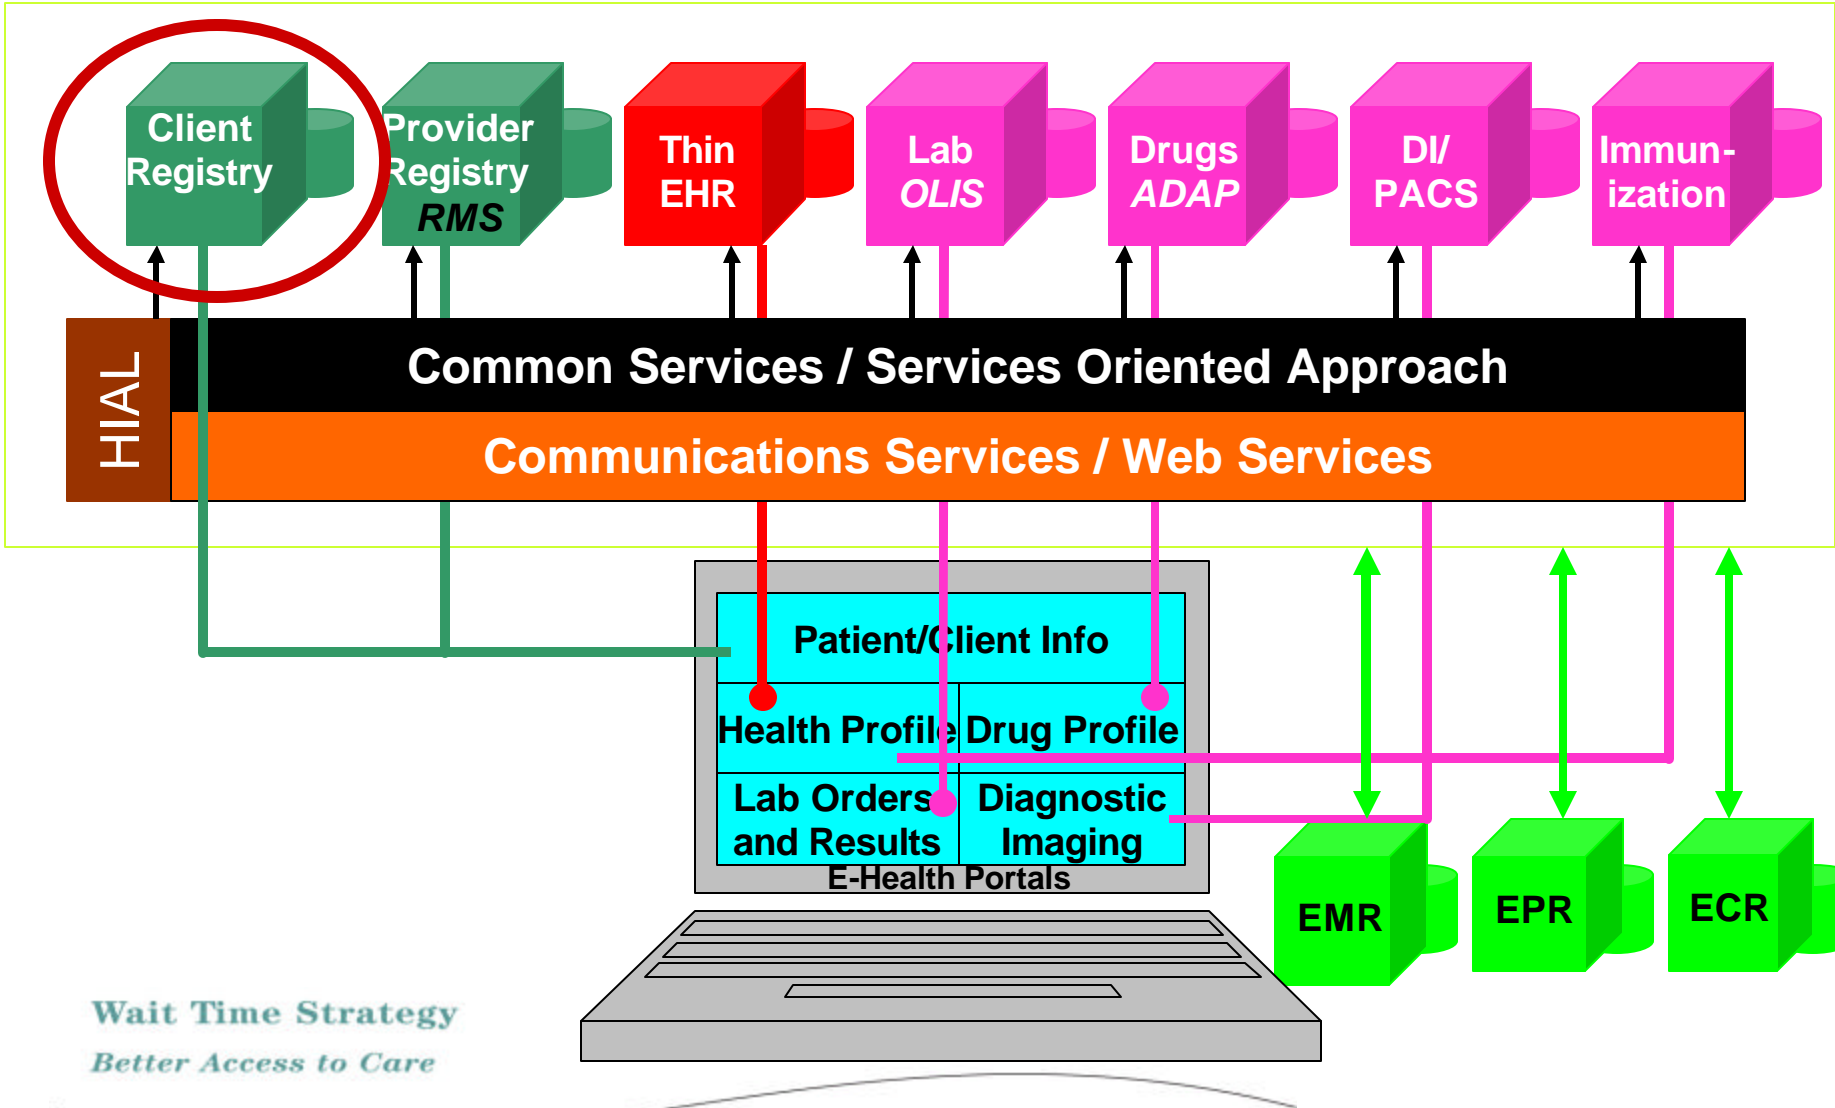 Client
Registry
Provider
Registry
RMS
Thin
EHR
Lab
OLIS
Drugs
ADAP
DI/
PACS
Immun-
ization
HIAL
Common Services / Services Oriented Approach
Communications Services / Web Services
Patient/Client Info
Health Profile
Drug Profile
Lab Orders
and Results
Diagnostic
Imaging
E-Health Portals
EMR
EPR
ECR
Wait Time Strategy
Better Access to Care